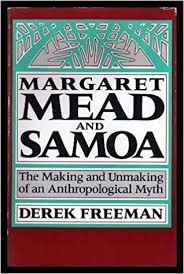 MARGARET
MEAD
AND
SAMOA
The Making and Unmaking
of an Anthropological Myth
DEREK FREEMAN